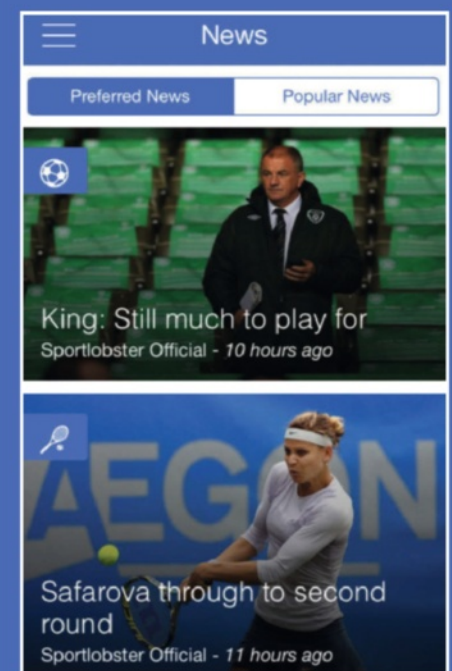 News
Preferred News
Popular News
King: Still much to play for
Sportlobster Official - 10 hours ago
AEGON
Safarova through to second
round
Sportlobster Official - 11 hours ago